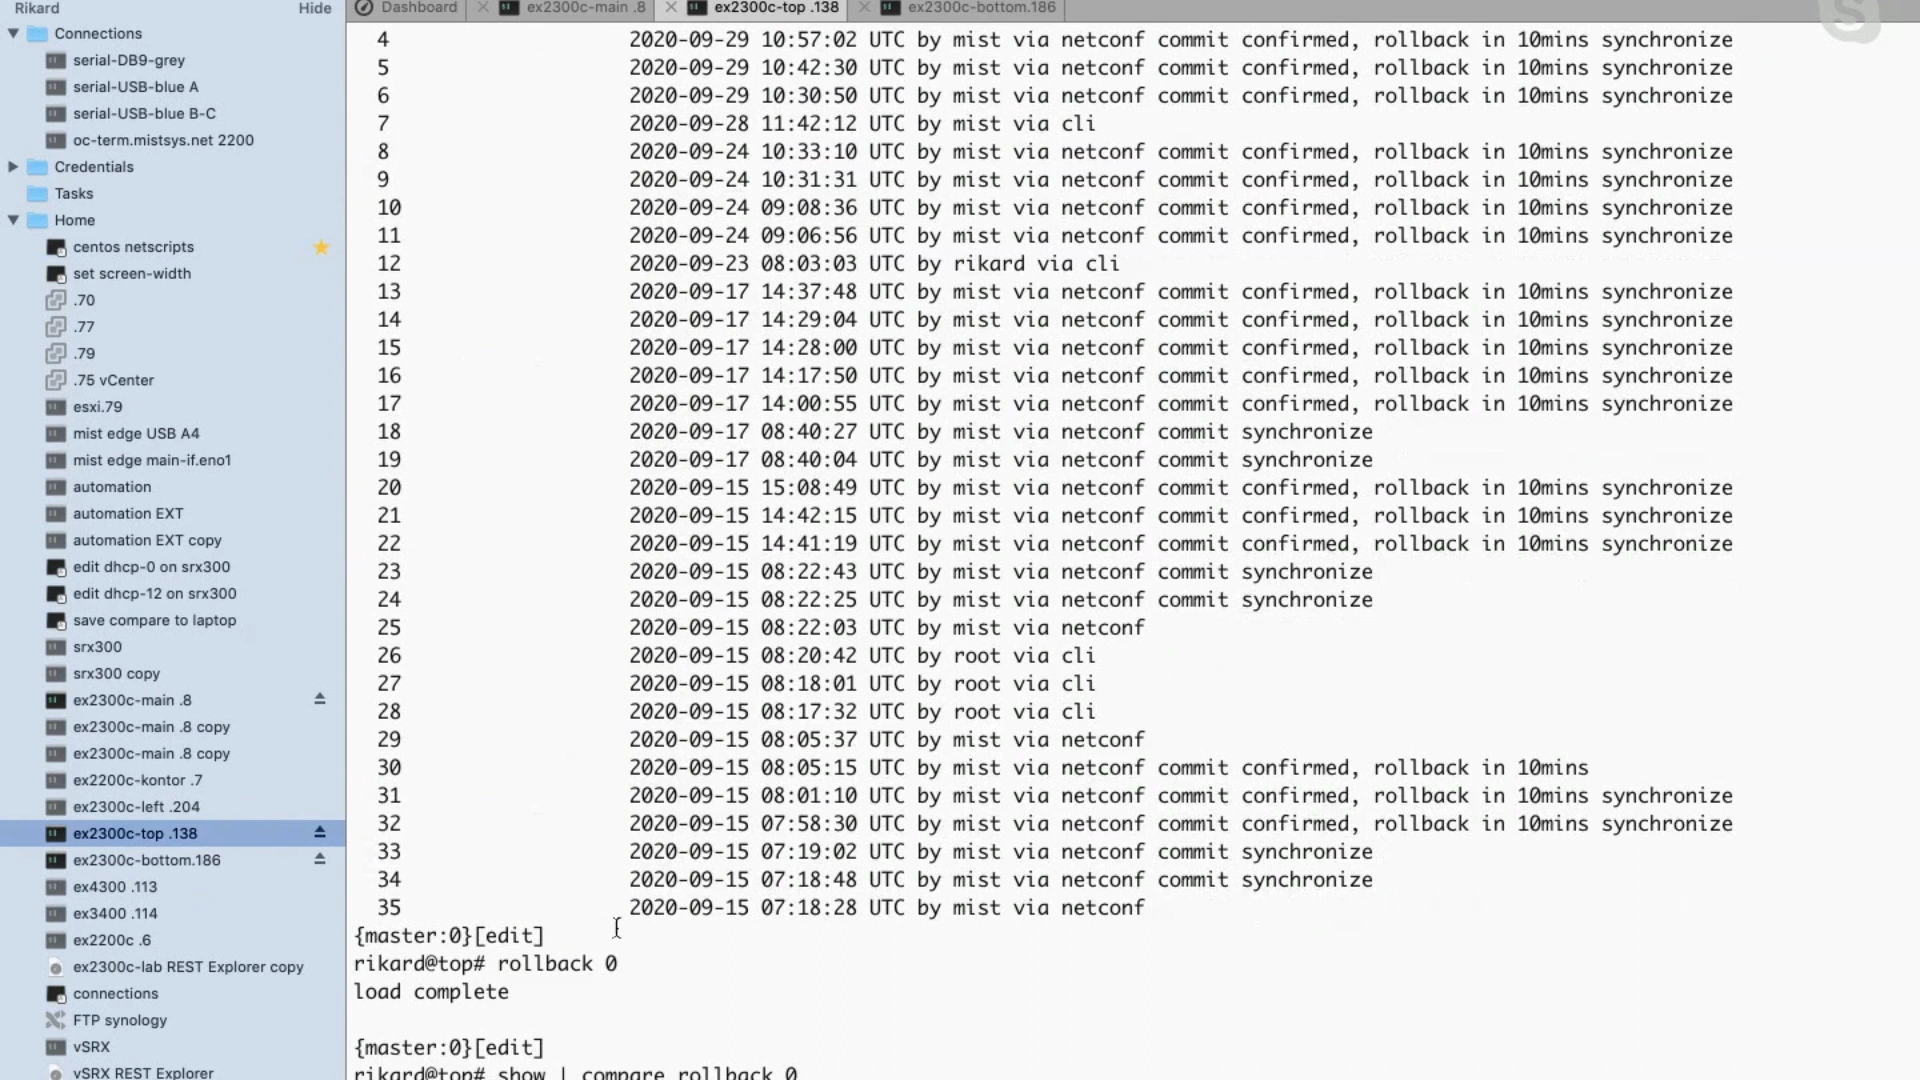 Rikard Hide
Connections
serial-DB9-grey
serial-USB-blue A
serial-USB-blue B-C
oc-term.mistsys.net 2200
Credentials
Tasks
Home
centos netscripts
set screen-width
.70
.77
.79
.75 vCenter
esxi.79
mist edge USB A4
mist edge main-if.eno1
automation
automation EXT
automation EXT copy
edit dhcp-0 on srx300
edit dhcp-12 on srx300
save compare to laptop
srx300
srx300 copy
ex2300c-main .8
ex2300c-main .8 copy
ex2300c-main .8 copy
ex2200c-kontor .7
ex2300c-left .204
ex2300c-top .138
ex2300c-bottom.186
ex4300 .113
ex3400 .114
ex2200c .6
ex2300c-lab REST Explorer copy
connections
FTP synology
vSRX
vSRX REST Explorer
Dashboard ex2300c-main .8 ex2300c-top .138 ex2300c-bottom.186
4 2020-09-29 10:57:02 UTC by mist via netconf commit confirmed, rollback in 10mins synchronize
5 2020-09-29 10:42:30 UTC by mist via netconf commit confirmed, rollback in 10mins synchronize
6 2020-09-29 10:30:50 UTC by mist via netconf commit confirmed, rollback in 10mins synchronize
7 2020-09-28 11:42:12 UTC by mist via cli
8 2020-09-24 10:33:10 UTC by mist via netconf commit confirmed, rollback in 10mins synchronize
9 2020-09-24 10:31:31 UTC by mist via netconf commit confirmed, rollback in 10mins synchronize
10 2020-09-24 09:08:36 UTC by mist via netconf commit confirmed, rollback in 10mins synchronize
11 2020-09-24 09:06:56 UTC by mist via netconf commit confirmed, rollback in 10mins synchronize
12 2020-09-23 08:03:03 UTC by rikard via cli
13 2020-09-17 14:37:48 UTC by mist via netconf commit confirmed, rollback in 10mins synchronize
14 2020-09-17 14:29:04 UTC by mist via netconf commit confirmed, rollback in 10mins synchronize
15 2020-09-17 14:28:00 UTC by mist via netconf commit confirmed, rollback in 10mins synchronize
16 2020-09-17 14:17:50 UTC by mist via netconf commit confirmed, rollback in 10mins synchronize
17 2020-09-17 14:00:55 UTC by mist via netconf commit confirmed, rollback in 10mins synchronize
18 2020-09-17 08:40:27 UTC by mist via netconf commit synchronize
19 2020-09-17 08:40:04 UTC by mist via netconf commit synchronize
20 2020-09-15 15:08:49 UTC by mist via netconf commit confirmed, rollback in 10mins synchronize
21 2020-09-15 14:42:15 UTC by mist via netconf commit confirmed, rollback in 10mins synchronize
22 2020-09-15 14:41:19 UTC by mist via netconf commit confirmed, rollback in 10mins synchronize
23 2020-09-15 08:22:43 UTC by mist via netconf commit synchronize
24 2020-09-15 08:22:25 UTC by mist via netconf commit synchronize
25 2020-09-15 08:22:03 UTC by mist via netconf
26 2020-09-15 08:20:42 UTC by root via cli
27 2020-09-15 08:18:01 UTC by root via cli
28 2020-09-15 08:17:32 UTC by root via cli
29 2020-09-15 08:05:37 UTC by mist via netconf
30 2020-09-15 08:05:15 UTC by mist via netconf commit confirmed, rollback in 10mins
31 2020-09-15 08:01:10 UTC by mist via netconf commit confirmed, rollback in 10mins synchronize
32 2020-09-15 07:58:30 UTC by mist via netconf commit confirmed, rollback in 10mins synchronize
33 2020-09-15 07:19:02 UTC by mist via netconf commit synchronize
34 2020-09-15 07:18:48 UTC by mist via netconf commit synchronize
35 2020-09-15 07:18:28 UTC by mist via netconf
{master:0}[edit]
rikard@top# rollback 0
load complete
{master:0}[edit]
rikard@top# show | compare rollback 0